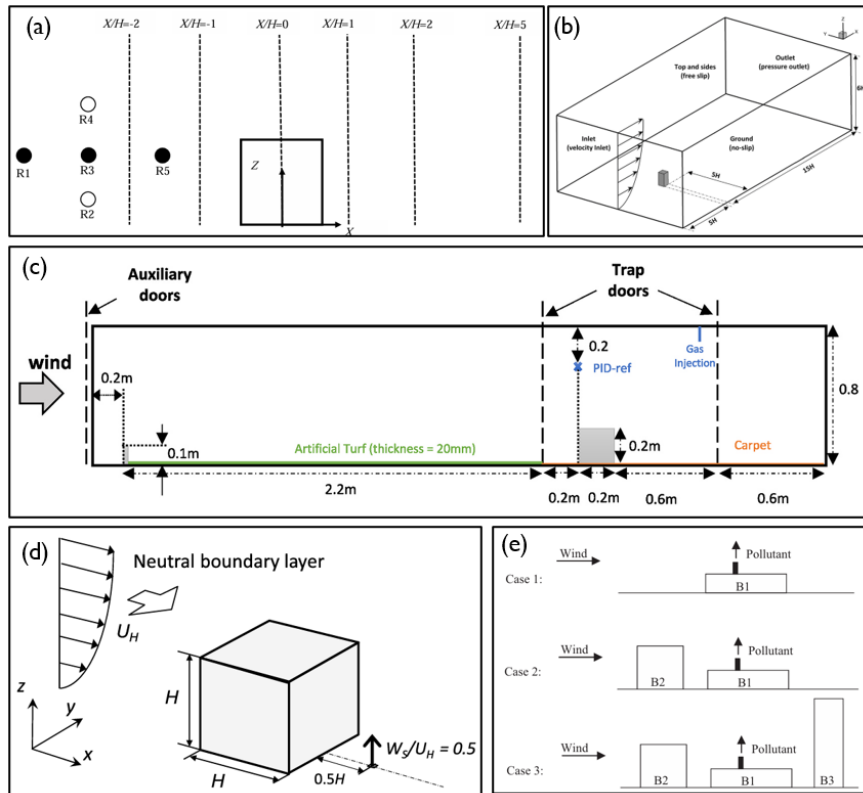 (a)
X/H=-2 X/H=-1 X/H=0 X/H=1 X/H=2 X/H=5
R4
R1 R3 R5
R2
Z
X
(b)
Z
Y X
Outlet
(pressure outlet)
Top and sides
(free slip)
6H
Inlet
(velocity Inlet)
Ground
(no-slip)
5H
15H
5H
(c)
Auxiliary
doors
Trap
doors
wind
0.2m
0.2
PID-ref
Gas
Injection
0.8
0.1m
Artificial Turf (thickness = 20mm)
0.2m
Carpet
2.2m
0.2m 0.2m 0.6m 0.6m
(d)
Neutral boundary layer
U_H
z
y
x
H
H
0.5H
W_S/U_H = 0.5
(e)
Wind
Pollutant
Case 1:
B1
Wind
Pollutant
Case 2:
B2 B1
Wind
Pollutant
Case 3:
B2 B1 B3